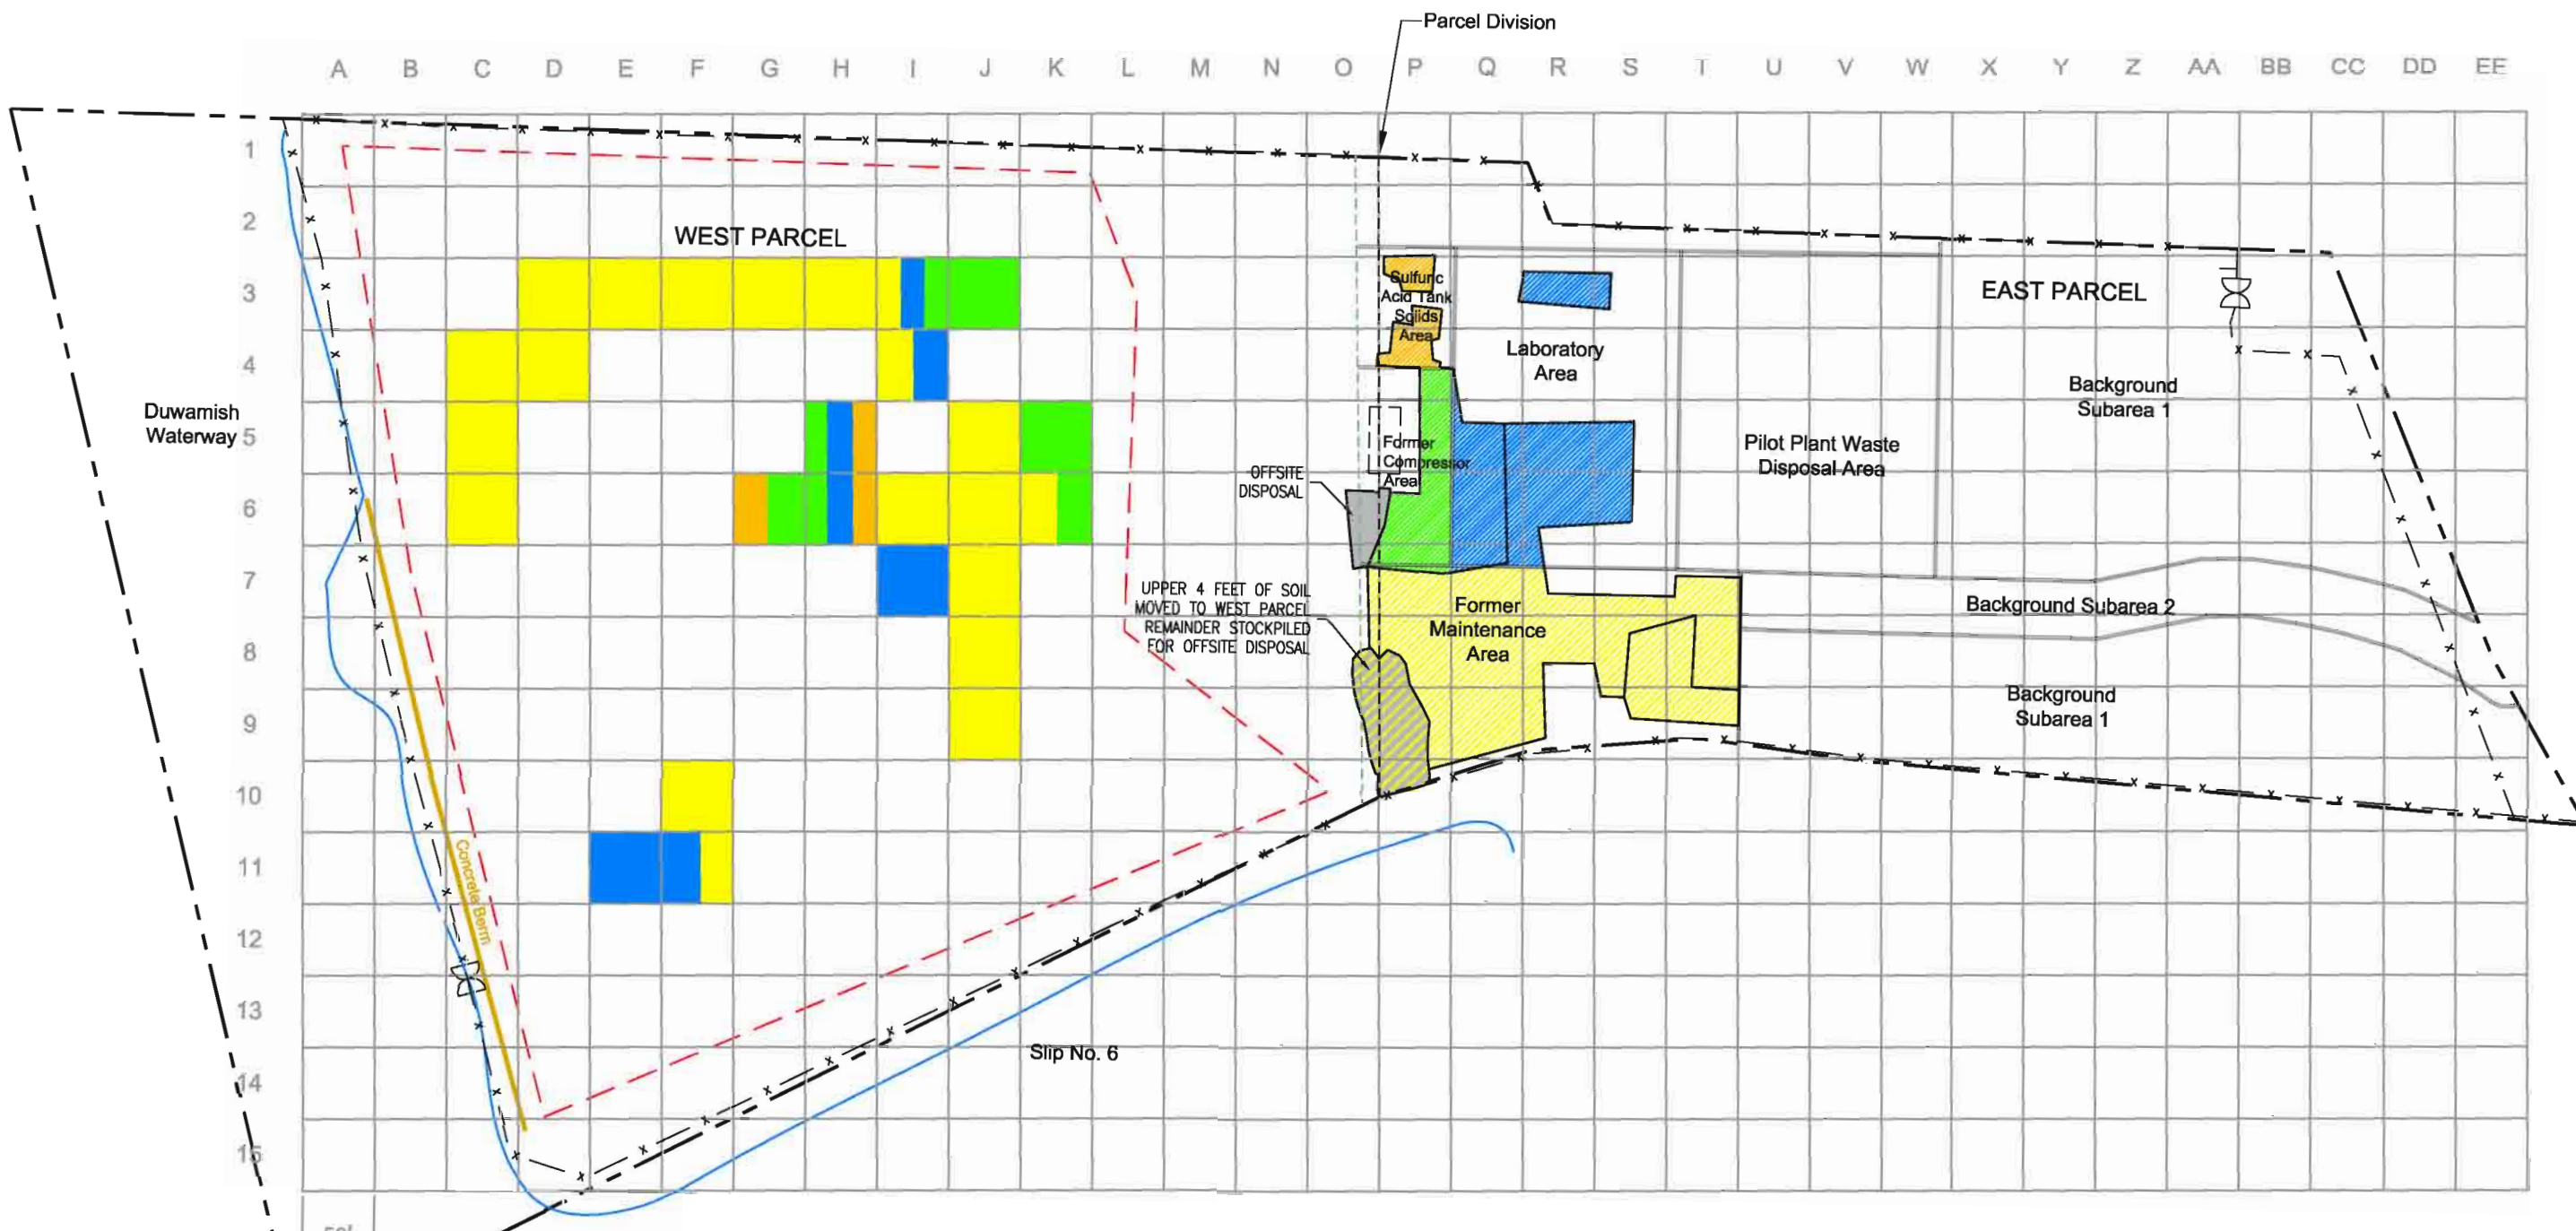 Parcel Division
A B C D E F G H I J K L M N O P Q R S T U V W X Y Z AA BB CC DD EE
1
2
WEST PARCEL
3
Sulfuric
Acid Tank
Solids
Area
EAST PARCEL
4
Laboratory
Area
Background
Subarea 1
Duwamish
Waterway
5
Former
Compressor
Area
Pilot Plant Waste
Disposal Area
OFFSITE
DISPOSAL
6
7
UPPER 4 FEET OF SOIL
MOVED TO WEST PARCEL
REMAINDER STOCKPILED
FOR OFFSITE DISPOSAL
Former
Maintenance
Area
Background Subarea 2
8
Background
Subarea 1
9
10
11
Concrete Berm
12
13
Slip No. 6
14
15